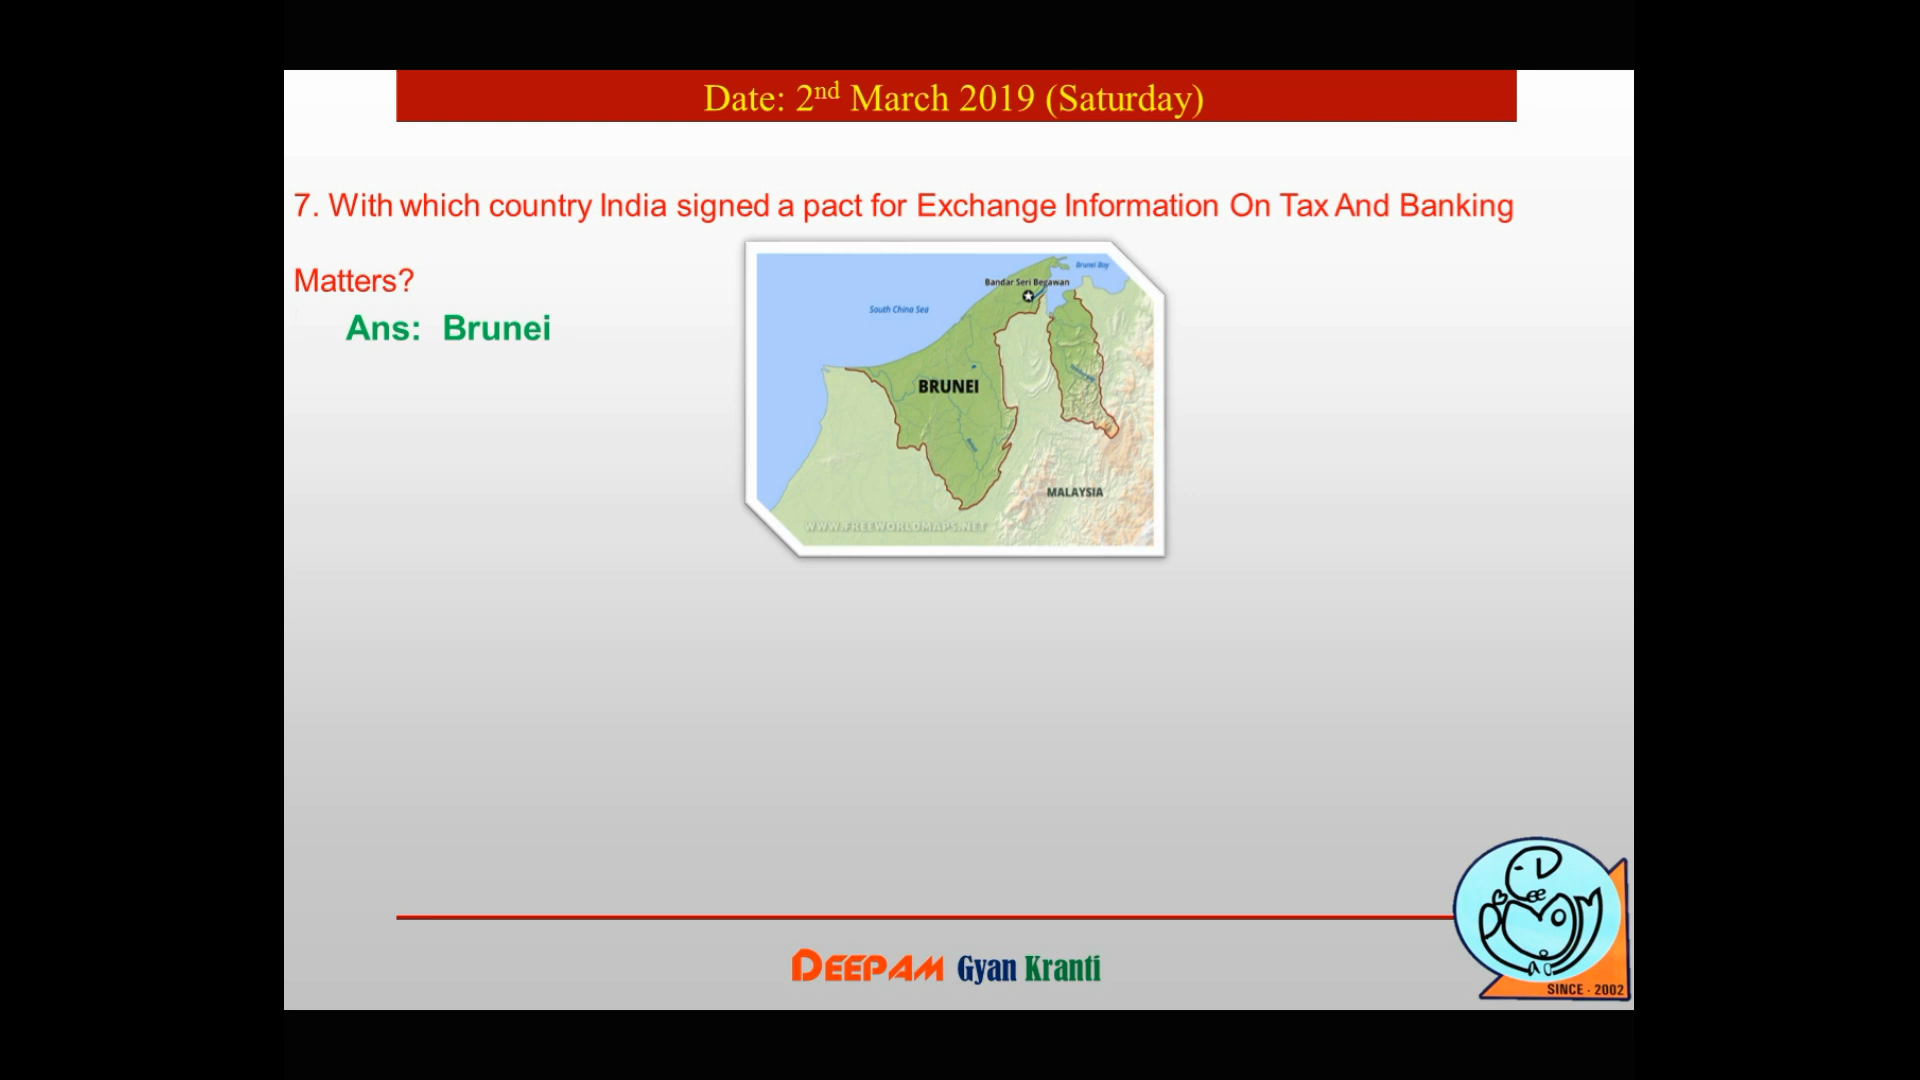 Date: 2nd March 2019 (Saturday)
7. With which country India signed a pact for Exchange Information On Tax And Banking
Matters?
Ans: Brunei
Brunei Bay
Bandar Seri Begawan
South China Sea
BRUNEI
MALAYSIA
WWW.FREEWORLDMAPS.NET
DEEPAM Gyan Kranti
SINCE - 2002